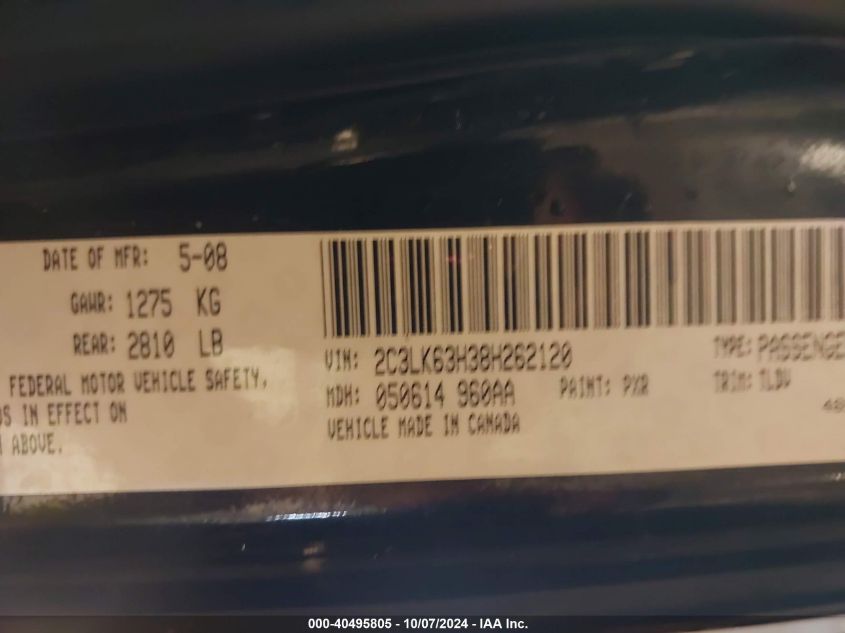 DATE OF MFR: 5-08
GAWR: 1275 KG
REAR: 2810 LB
FEDERAL MOTOR VEHICLE SAFETY,
DS IN EFFECT ON
ABOVE.
VIN: 2C3LK63H38H262120
TYPE: PASSENGE
MDH: 050614 960AA
PAINT: PXR
TRIM: TLDV
VEHICLE MADE IN CANADA
48
000-40495805 - 10/07/2024 - IAA Inc.